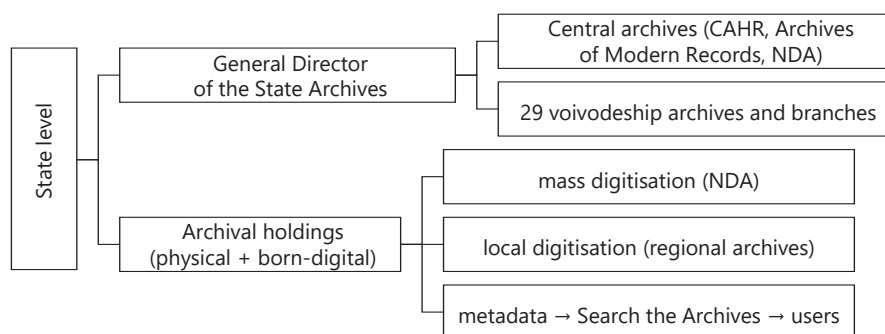 State level
General Director
of the State Archives
Central archives (CAHR, Archives
of Modern Records, NDA)
29 voivodeship archives and branches
Archival holdings
(physical + born-digital)
mass digitisation (NDA)
local digitisation (regional archives)
metadata → Search the Archives → users